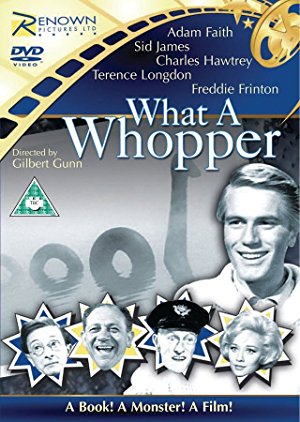 RENOWN
PICTURES LTD
DVD
VIDEO
Adam Faith
Sid James
Charles Hawtrey
Terence Longdon
Freddie Frinton
What A
Whopper
Directed by
Gilbert Gunn
U
A Book! A Monster! A Film!